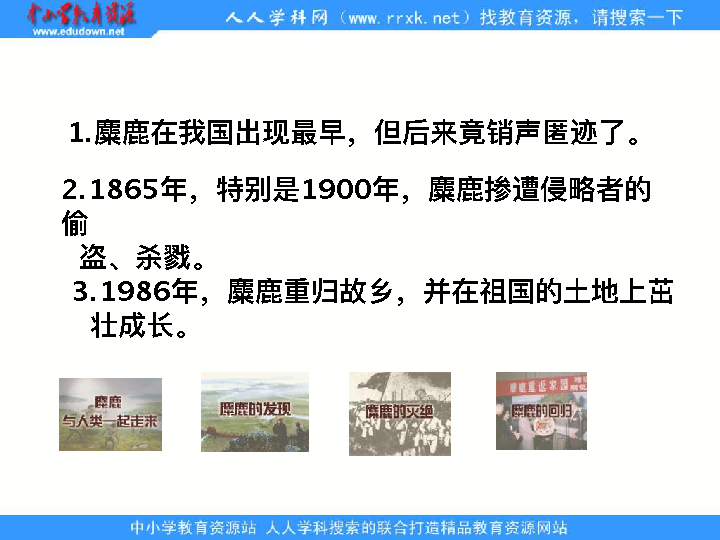 中小学教育资源
www.edudown.net
人人学科网（www.rrxk.net）找教育资源，请搜索一下
1.麋鹿在我国出现最早，但后来竟销声匿迹了。
2.1865年，特别是1900年，麋鹿掺遭侵略者的
偷
盗、杀戮。
3.1986年，麋鹿重归故乡，并在祖国的土地上茁
壮成长。
麋鹿
与人类一起走来
麋鹿的发现
麋鹿的灭绝
麋鹿重返家园
麋鹿的回归
中小学教育资源站 人人学科搜索的联合打造精品教育资源网站